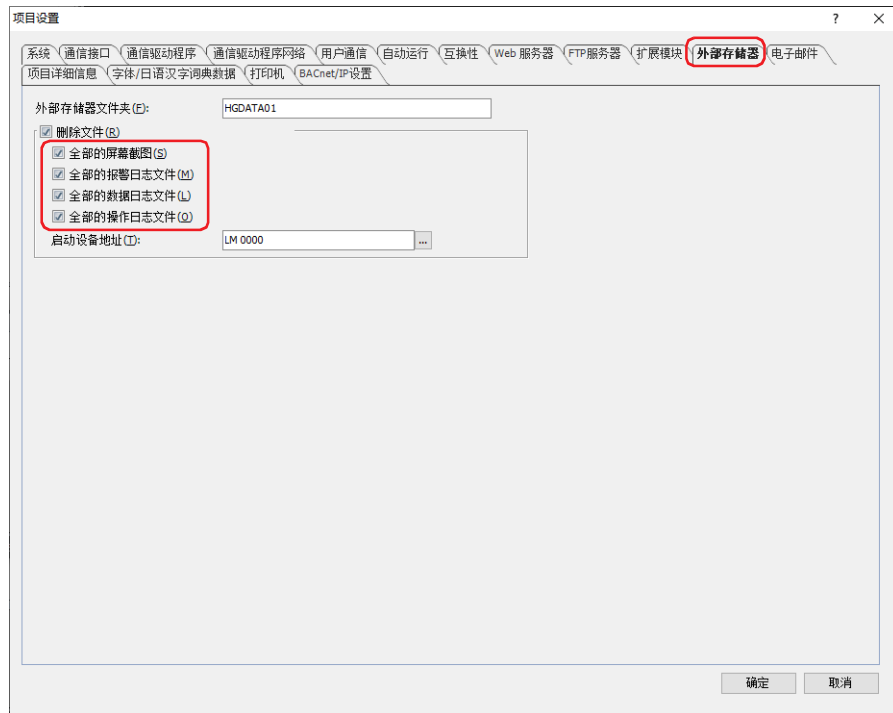 项目设置 ? ×
系统 通信接口 通信驱动程序 通信驱动程序网络 用户通信 自动运行 互换性 Web 服务器 FTP服务器 扩展模块 外部存储器 电子邮件
项目详细信息 字体/日语汉字词典数据 打印机 BACnet/IP设置
外部存储器文件夹(F): HGDATA01
删除文件(R)
全部的屏幕截图(S)
全部的报警日志文件(M)
全部的数据日志文件(L)
全部的操作日志文件(O)
启动设备地址(T): LM 0000 ...
确定 取消